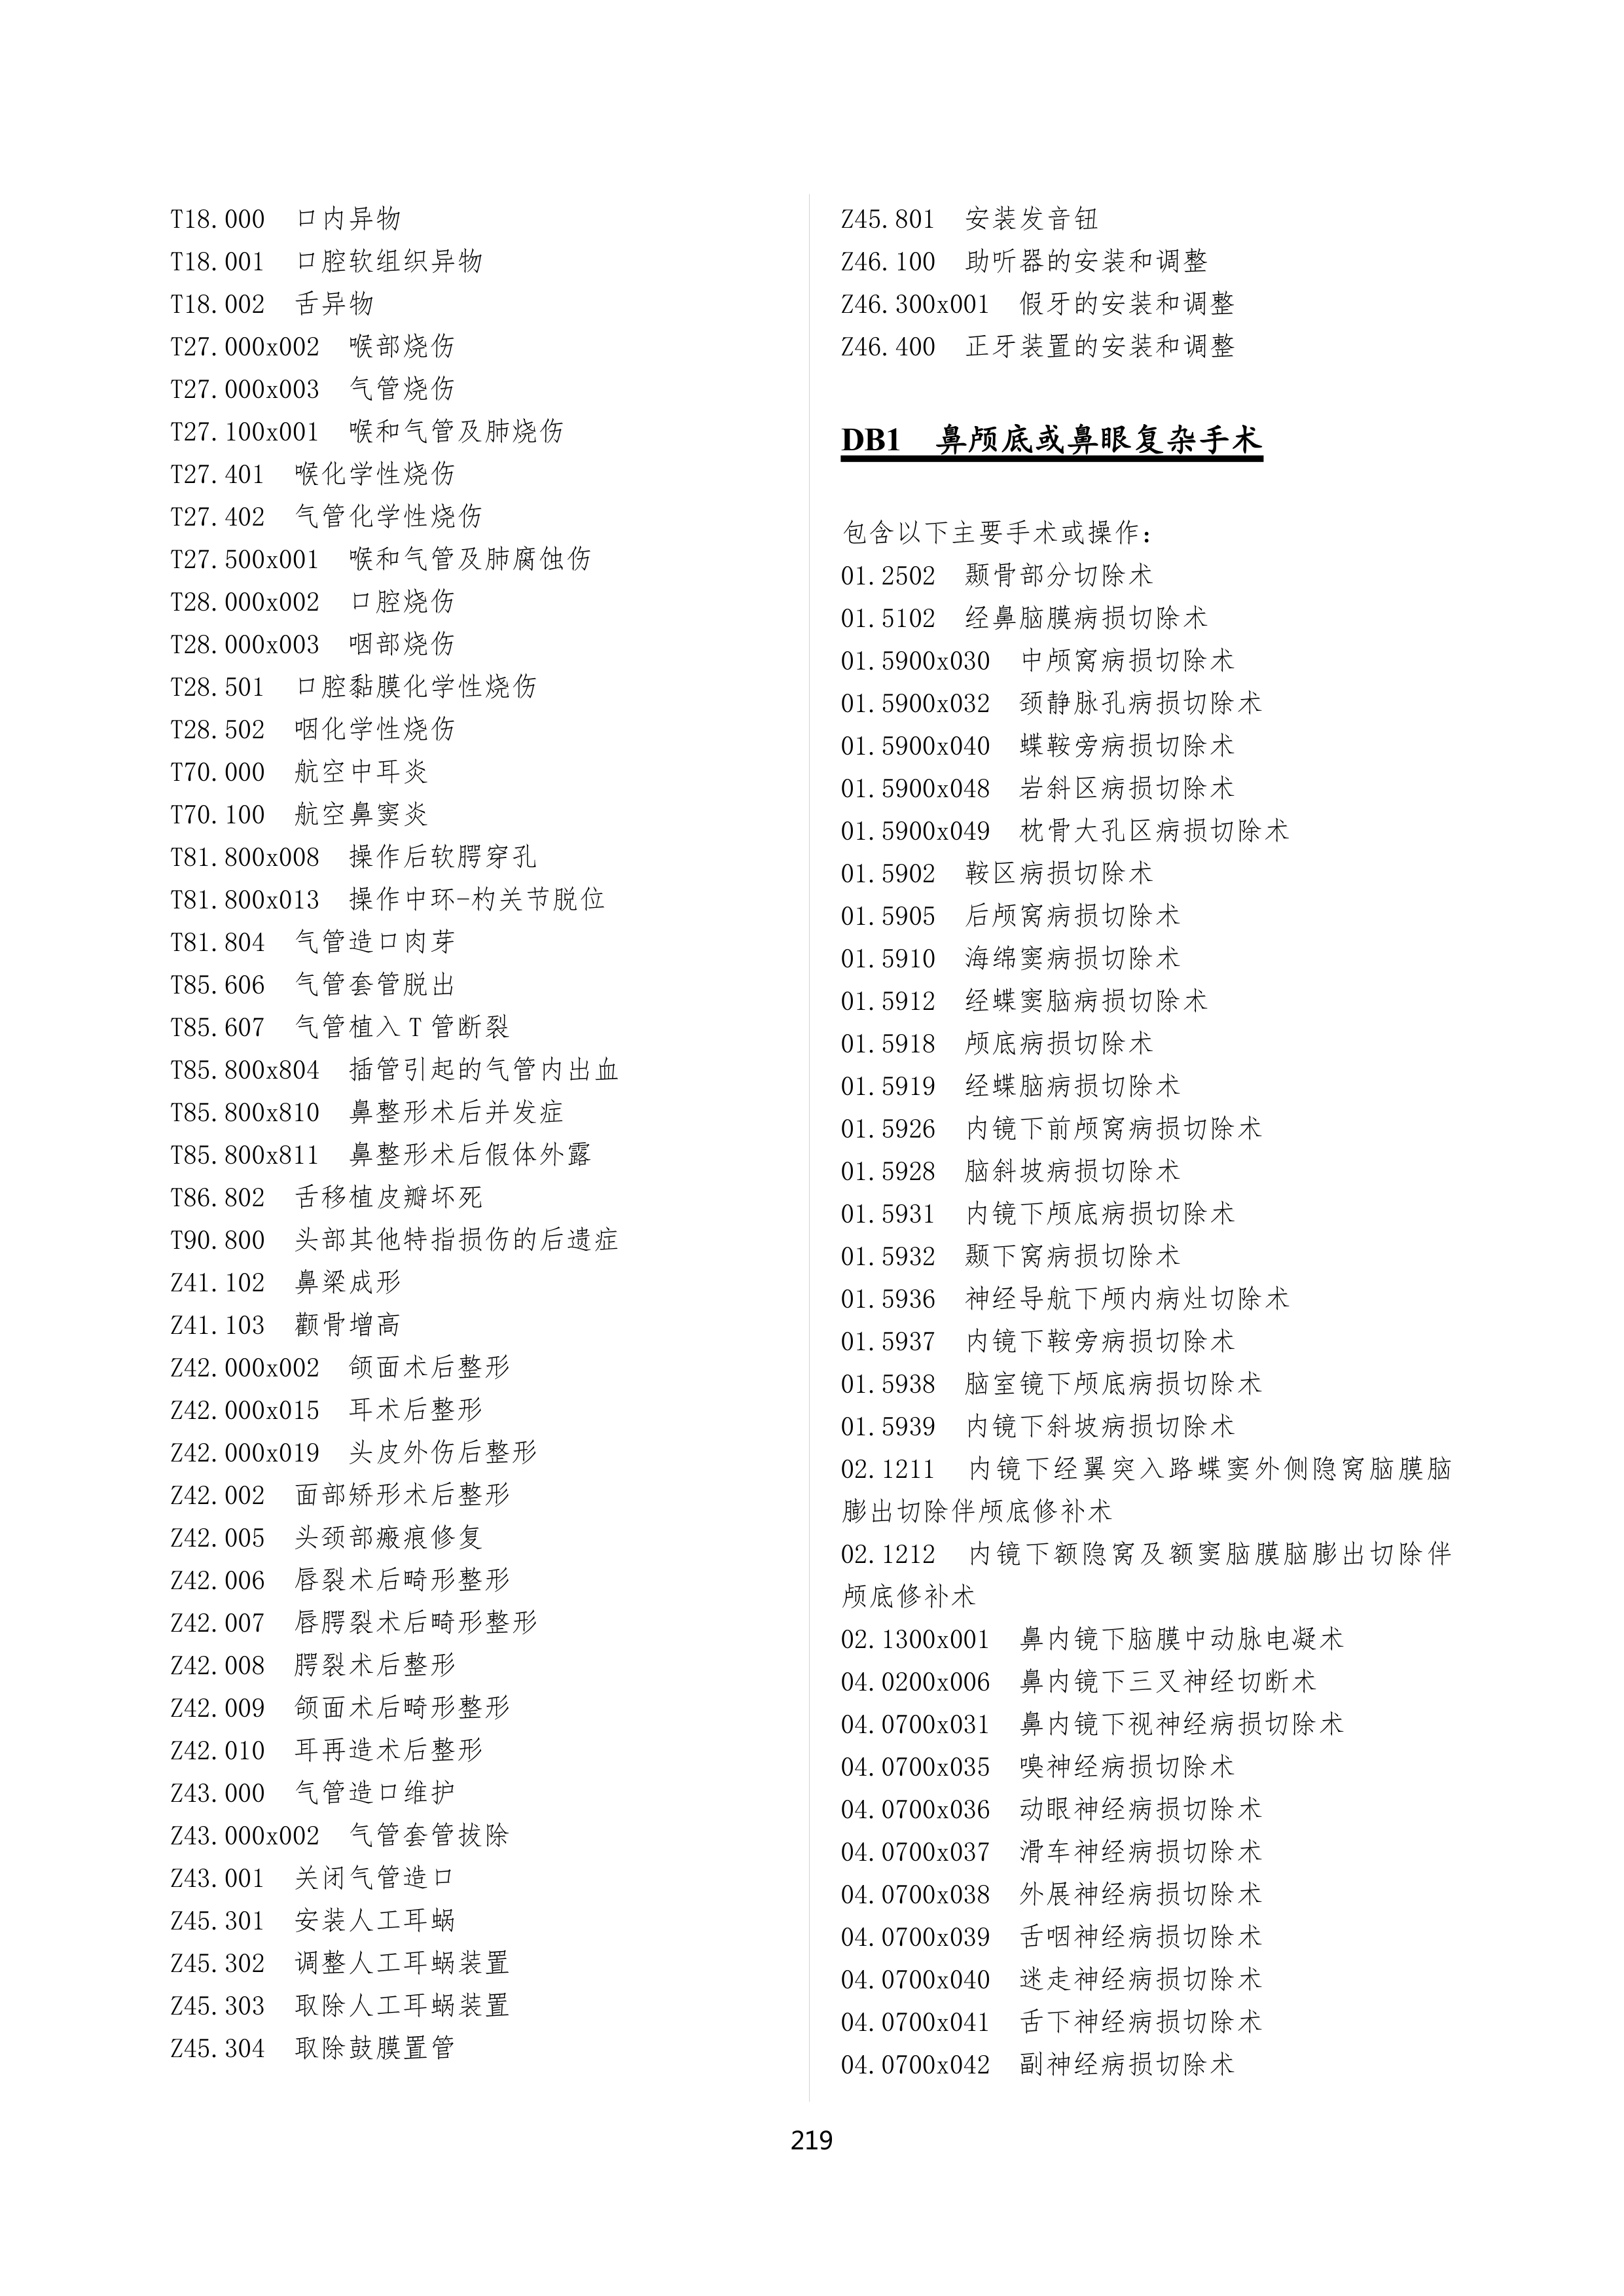 T18.000 口内异物
T18.001 口腔软组织异物
T18.002 舌异物
T27.000x002 喉部烧伤
T27.000x003 气管烧伤
T27.100x001 喉和气管及肺烧伤
T27.401 喉化学性烧伤
T27.402 气管化学性烧伤
T27.500x001 喉和气管及肺腐蚀伤
T28.000x002 口腔烧伤
T28.000x003 咽部烧伤
T28.501 口腔黏膜化学性烧伤
T28.502 咽化学性烧伤
T70.000 航空中耳炎
T70.100 航空鼻窦炎
T81.800x008 操作后软腭穿孔
T81.800x013 操作中环-杓关节脱位
T81.804 气管造口肉芽
T85.606 气管套管脱出
T85.607 气管植入 T 管断裂
T85.800x804 插管引起的气管内出血
T85.800x810 鼻整形术后并发症
T85.800x811 鼻整形术后假体外露
T86.802 舌移植皮瓣坏死
T90.800 头部其他特指损伤的后遗症
Z41.102 鼻梁成形
Z41.103 颧骨增高
Z42.000x002 颌面术后整形
Z42.000x015 耳术后整形
Z42.000x019 头皮外伤后整形
Z42.002 面部矫形术后整形
Z42.005 头颈部瘢痕修复
Z42.006 唇裂术后畸形整形
Z42.007 唇腭裂术后畸形整形
Z42.008 腭裂术后整形
Z42.009 颌面术后畸形整形
Z42.010 耳再造术后整形
Z43.000 气管造口维护
Z43.000x002 气管套管拔除
Z43.001 关闭气管造口
Z45.301 安装人工耳蜗
Z45.302 调整人工耳蜗装置
Z45.303 取除人工耳蜗装置
Z45.304 取除鼓膜置管
Z45.801 安装发音钮
Z46.100 助听器的安装和调整
Z46.300x001 假牙的安装和调整
Z46.400 正牙装置的安装和调整
DB1 鼻颅底或鼻眼复杂手术
包含以下主要手术或操作:
01.2502 颞骨部分切除术
01.5102 经鼻脑膜病损切除术
01.5900x030 中颅窝病损切除术
01.5900x032 颈静脉孔病损切除术
01.5900x040 蝶鞍旁病损切除术
01.5900x048 岩斜区病损切除术
01.5900x049 枕骨大孔区病损切除术
01.5902 鞍区病损切除术
01.5905 后颅窝病损切除术
01.5910 海绵窦病损切除术
01.5912 经蝶窦脑病损切除术
01.5918 颅底病损切除术
01.5919 经蝶脑病损切除术
01.5926 内镜下前颅窝病损切除术
01.5928 脑斜坡病损切除术
01.5931 内镜下颅底病损切除术
01.5932 颞下窝病损切除术
01.5936 神经导航下颅内病灶切除术
01.5937 内镜下鞍旁病损切除术
01.5938 脑室镜下颅底病损切除术
01.5939 内镜下斜坡病损切除术
02.1211 内镜下经翼突入路蝶窦外侧隐窝脑膜脑
膨出切除伴颅底修补术
02.1212 内镜下额隐窝及额窦脑膜脑膨出切除伴
颅底修补术
02.1300x001 鼻内镜下脑膜中动脉电凝术
04.0200x006 鼻内镜下三叉神经切断术
04.0700x031 鼻内镜下视神经病损切除术
04.0700x035 嗅神经病损切除术
04.0700x036 动眼神经病损切除术
04.0700x037 滑车神经病损切除术
04.0700x038 外展神经病损切除术
04.0700x039 舌咽神经病损切除术
04.0700x040 迷走神经病损切除术
04.0700x041 舌下神经病损切除术
04.0700x042 副神经病损切除术
219